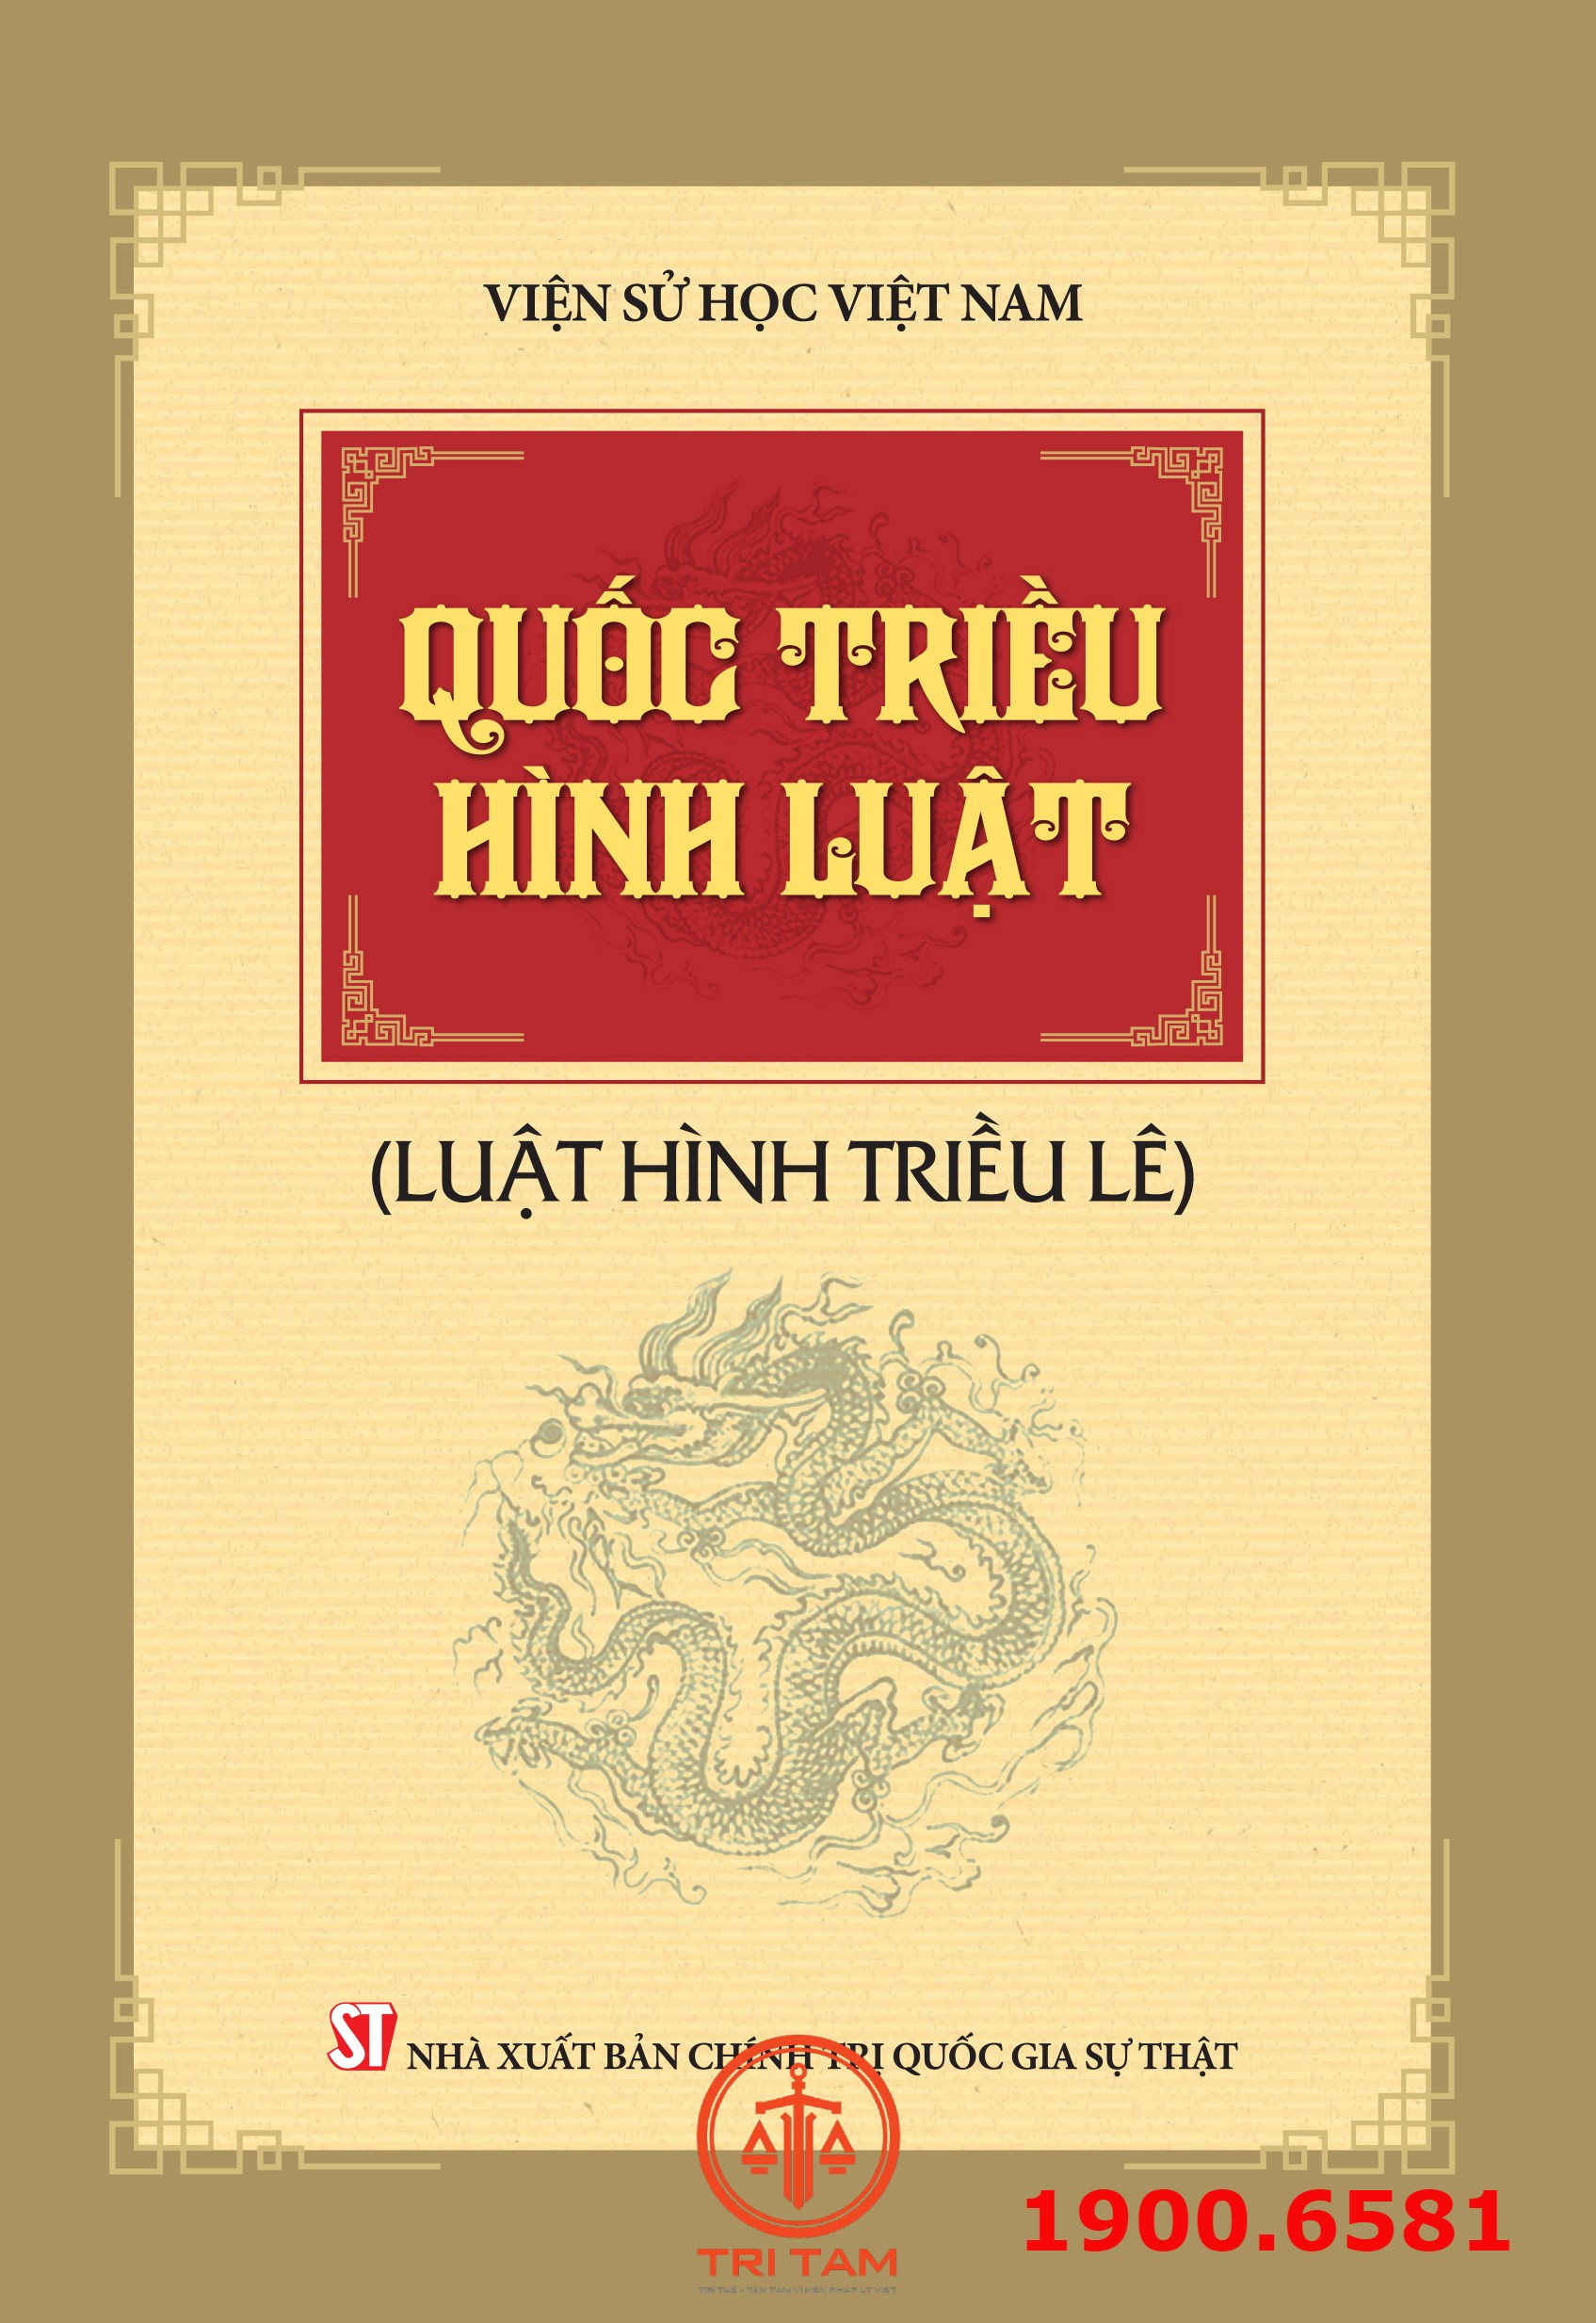 VIỆN SỬ HỌC VIỆT NAM
QUỐC TRIỀU
HÌNH LUẬT
(LUẬT HÌNH TRIỀU LÊ)
ST NHÀ XUẤT BẢN CHÍNH TRỊ QUỐC GIA SỰ THẬT
1900.6581
TRI TAM